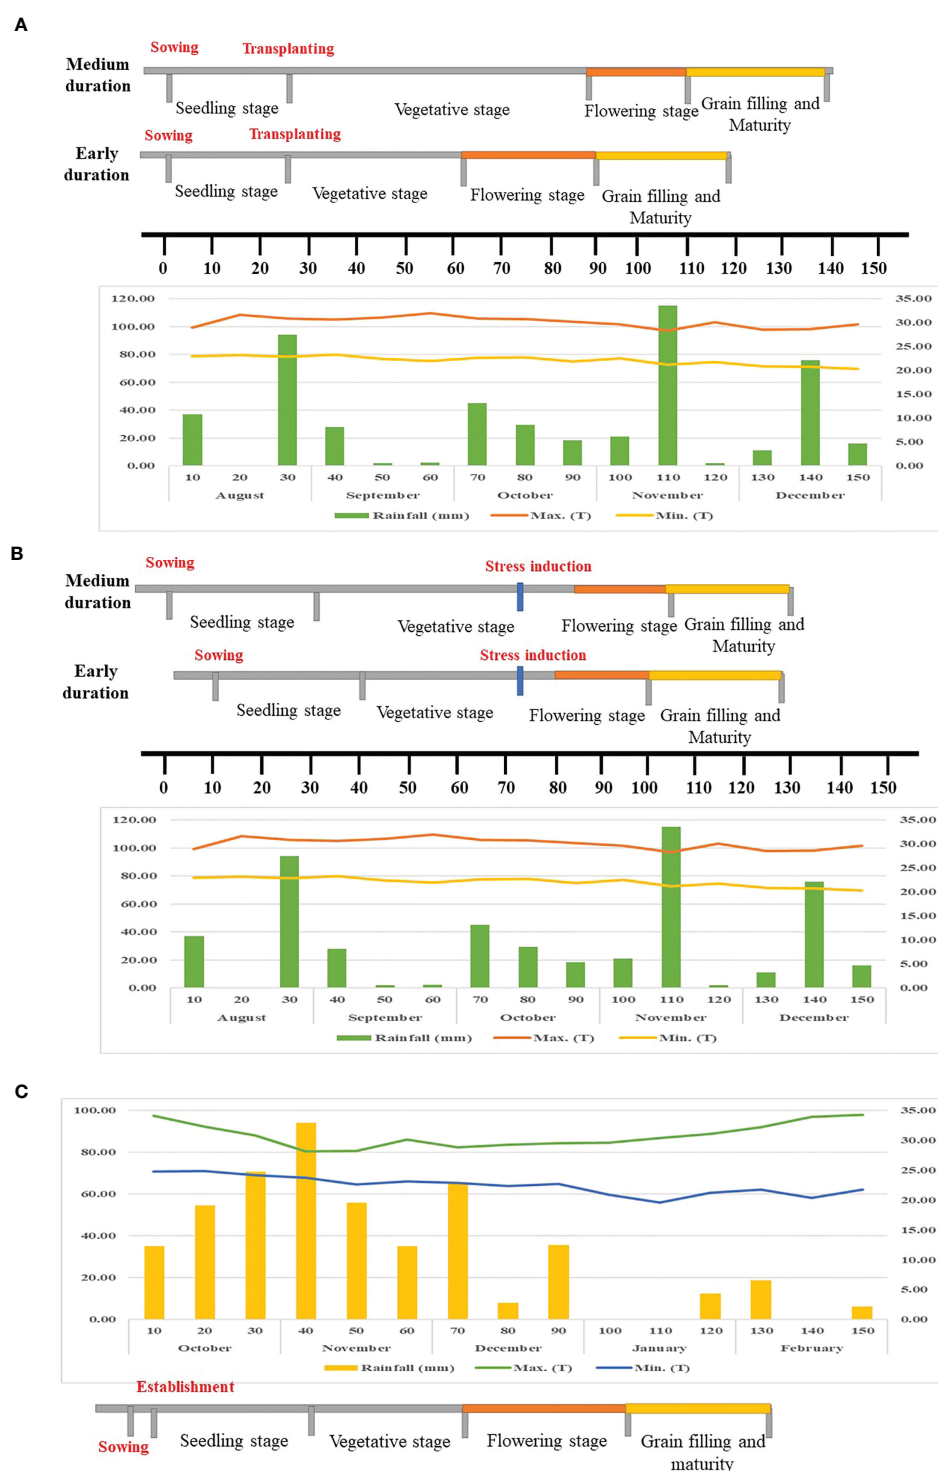 A
Sowing Transplanting
Medium
duration
Seedling stage Vegetative stage Flowering stage Grain filling and
Maturity
Sowing Transplanting
Early
duration
Seedling stage Vegetative stage Flowering stage Grain filling and
Maturity
0 10 20 30 40 50 60 70 80 90 100 110 120 130 140 150
120.00 35.00
100.00 30.00
80.00 25.00
60.00 20.00
40.00 15.00
20.00 10.00
0.00 5.00
0.00
10 20 30 40 50 60 70 80 90 100 110 120 130 140 150
August September October November December
Rainfall (mm) Max. (T) Min. (T)
B
Sowing Stress induction
Medium
duration
Seedling stage Vegetative stage Flowering stage Grain filling and
Maturity
Sowing Stress induction
Early
duration
Seedling stage Vegetative stage Flowering stage Grain filling and
Maturity
0 10 20 30 40 50 60 70 80 90 100 110 120 130 140 150
120.00 35.00
100.00 30.00
80.00 25.00
60.00 20.00
40.00 15.00
20.00 10.00
0.00 5.00
0.00
10 20 30 40 50 60 70 80 90 100 110 120 130 140 150
August September October November December
Rainfall (mm) Max. (T) Min. (T)
C
100.00 35.00
80.00 30.00
60.00 25.00
40.00 20.00
20.00 15.00
0.00 10.00
5.00
0.00
10 20 30 40 50 60 70 80 90 100 110 120 130 140 150
October November December January February
Rainfall (mm) Max. (T) Min. (T)
Establishment
Sowing Seedling stage Vegetative stage Flowering stage Grain filling and
maturity